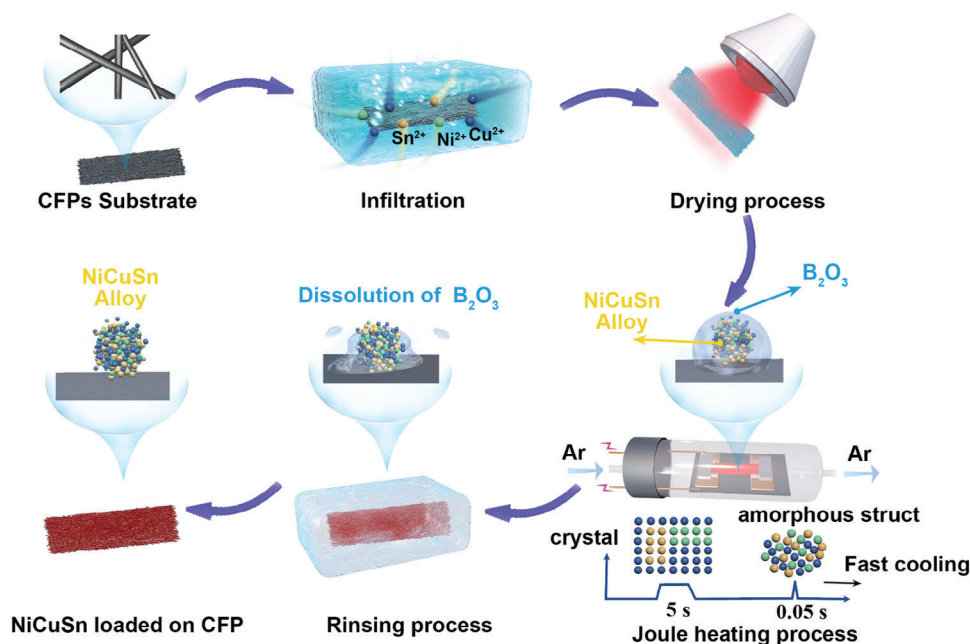 Sn²⁺
Ni²⁺
Cu²⁺
CFPs Substrate
Infiltration
Drying process
NiCuSn
Alloy
Dissolution of B₂O₃
B₂O₃
NiCuSn
Alloy
Ar
Ar
crystal
amorphous struct
Fast cooling
5 s
0.05 s
NiCuSn loaded on CFP
Rinsing process
Joule heating process